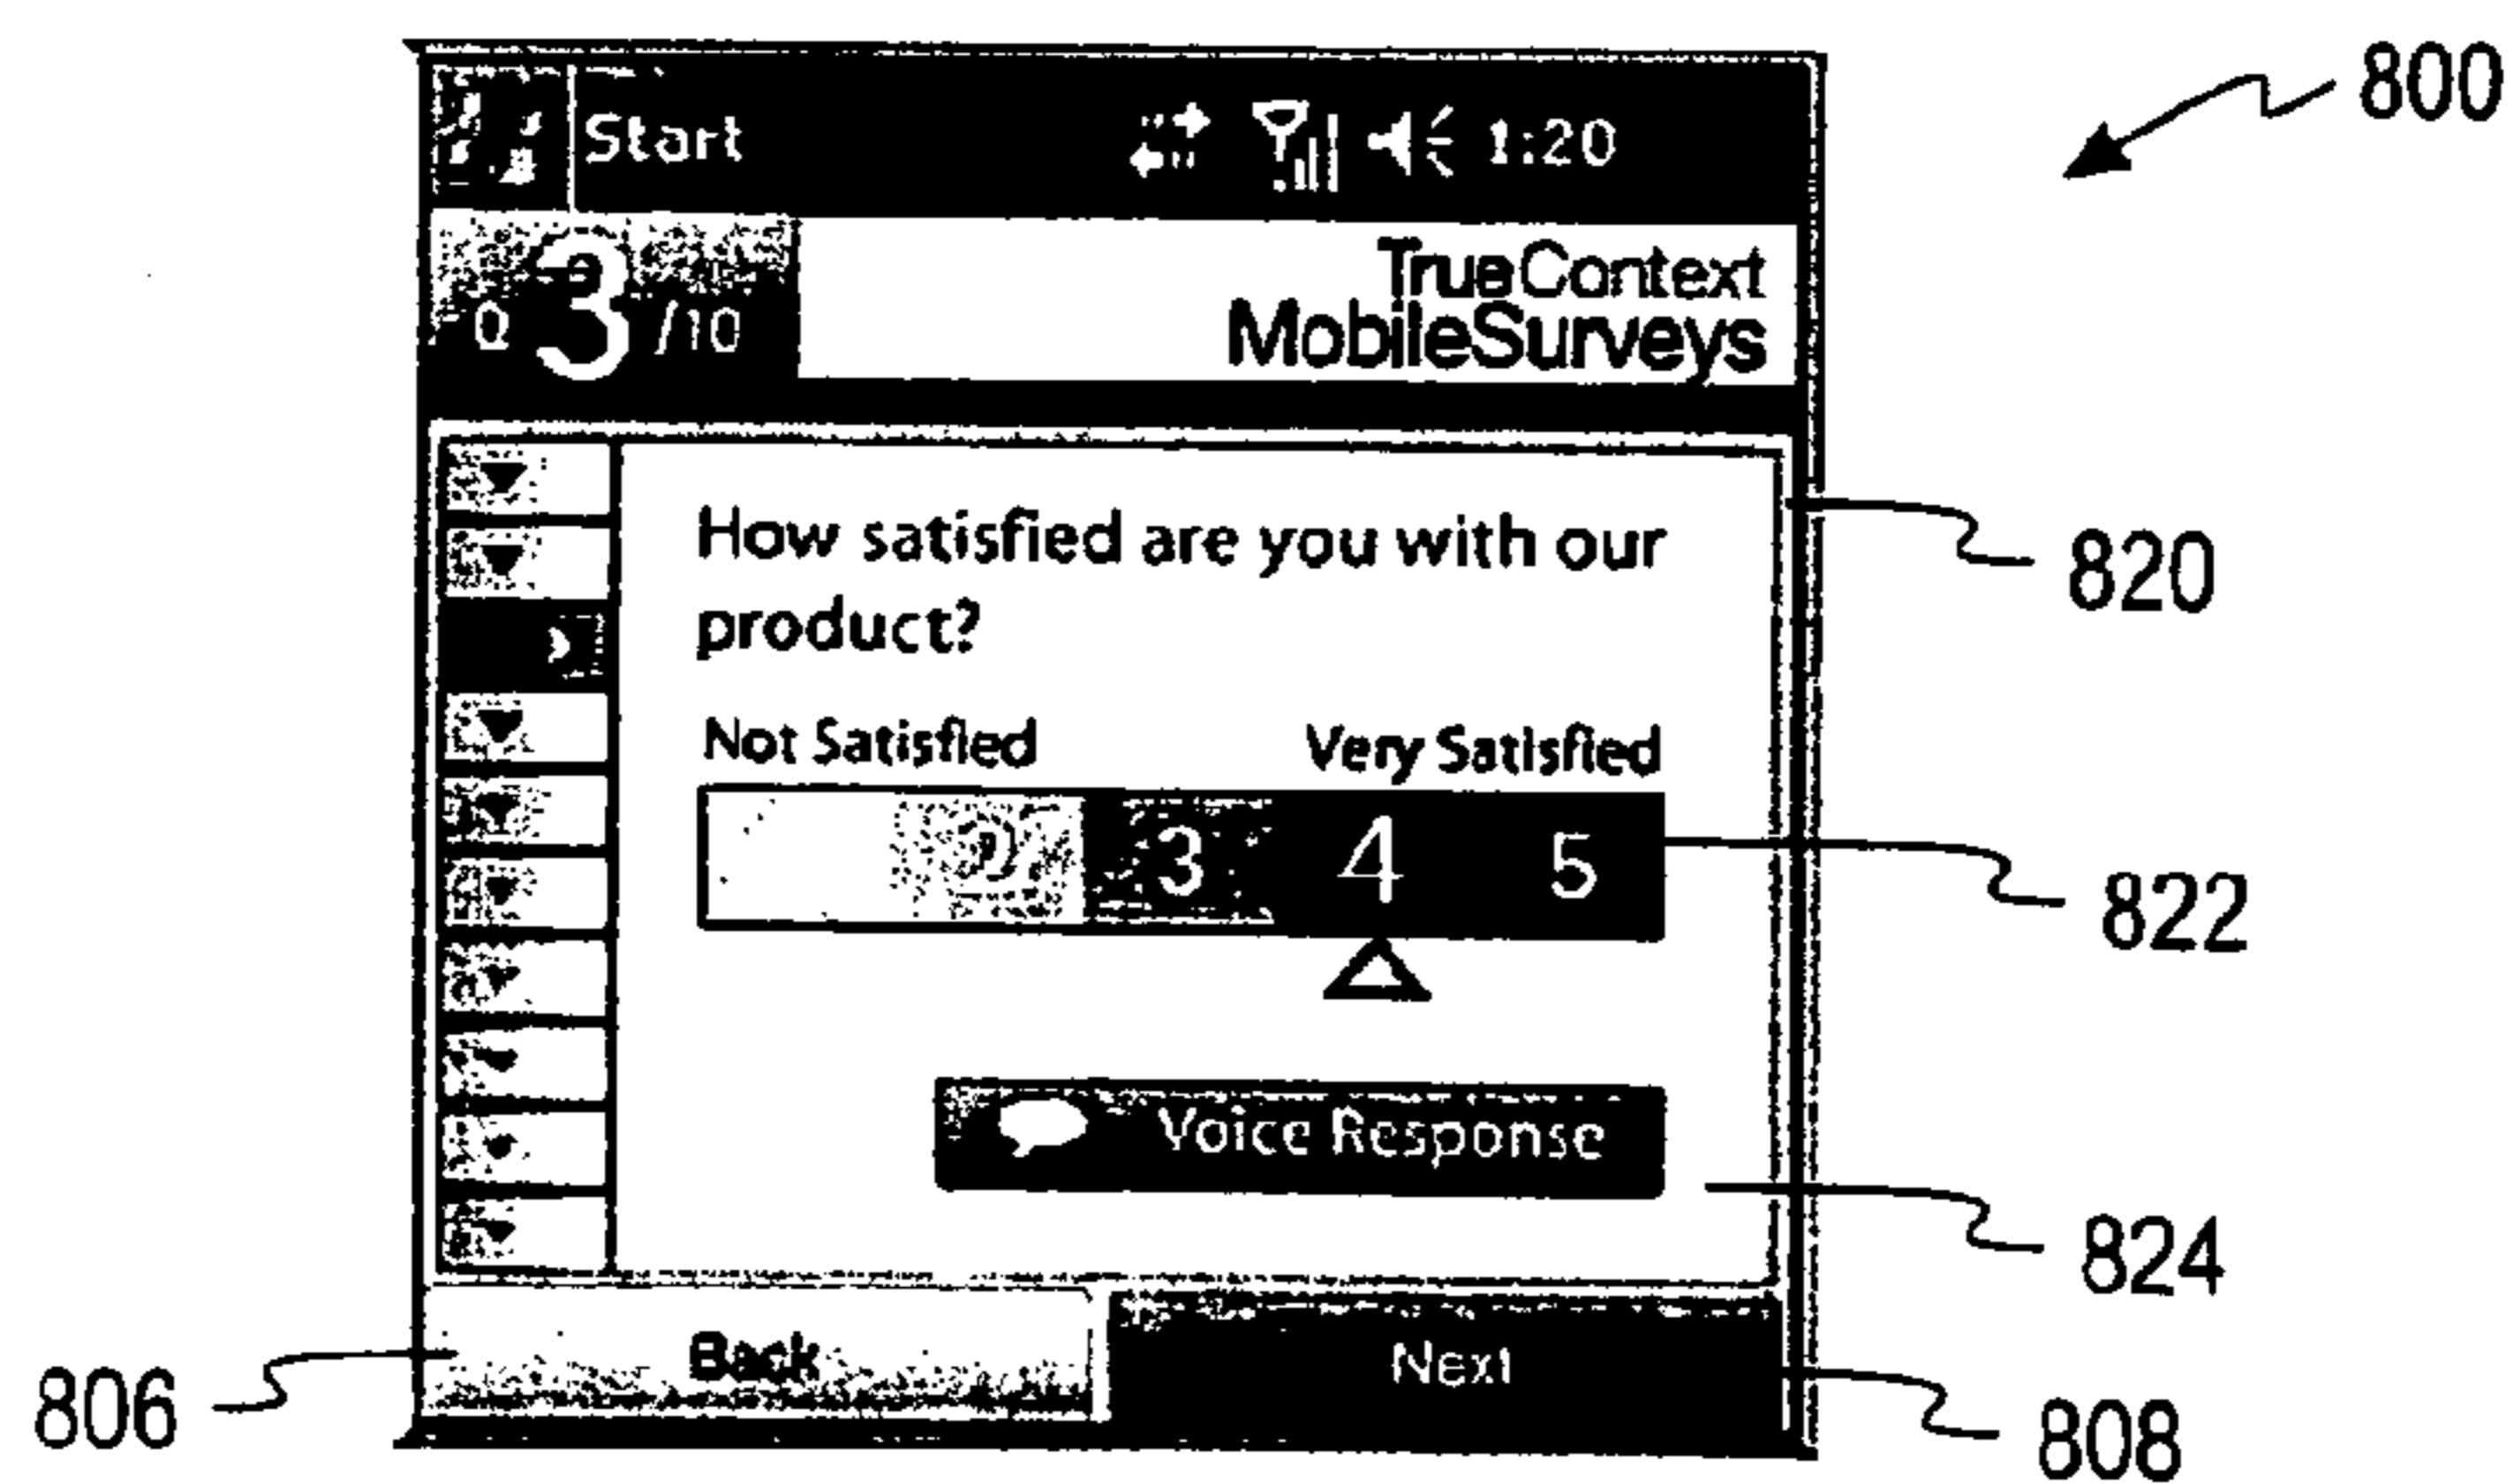 800
Start 1:20
Q 3 /10
TrueContext
MobileSurveys
How satisfied are you with our
product?
820
Not Satisfied Very Satisfied
2 3 4 5
822
Voice Response
824
Back Next
806
808